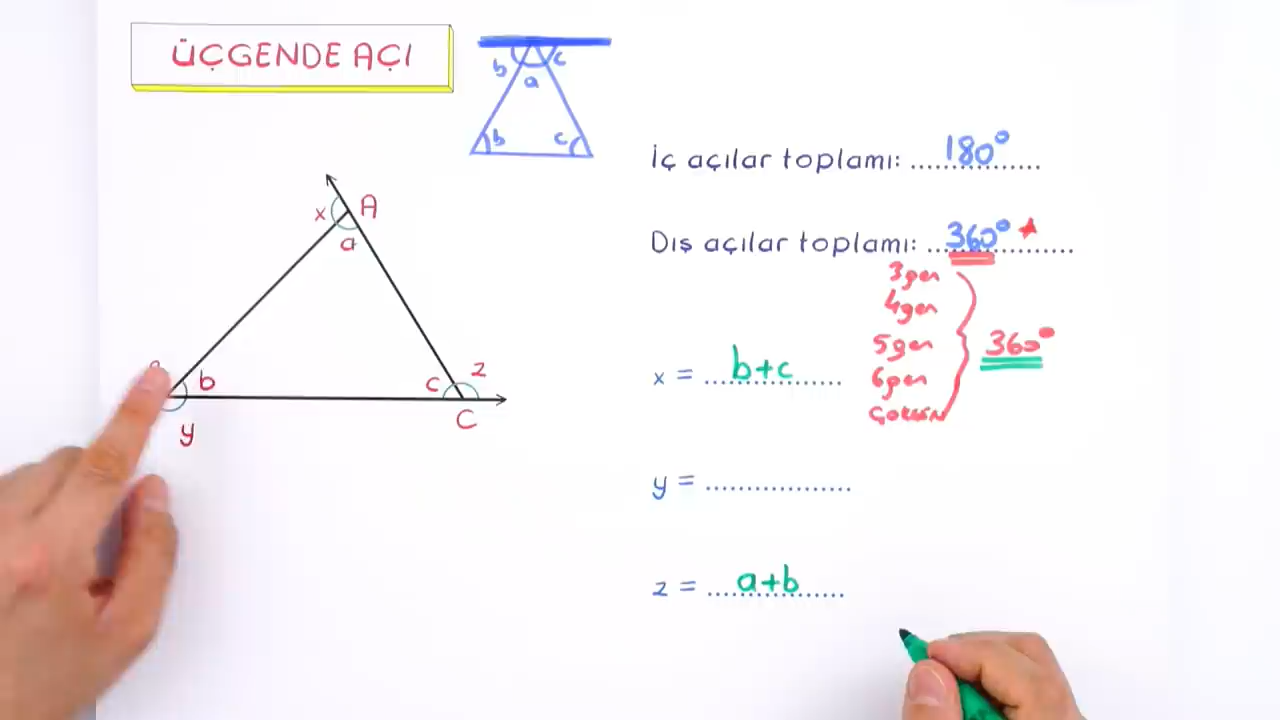 ÜÇGENDE AÇI
b a c
b c
İç açılar toplamı: ..........180°..........
Dış açılar toplamı: ..........360°..........
3gen
4gen
5gen
6gen
ÇOKGEN
360°
x = ..........b+c..........
y = ....................
z = ..........a+b..........
x A
a
b
y
c z
C